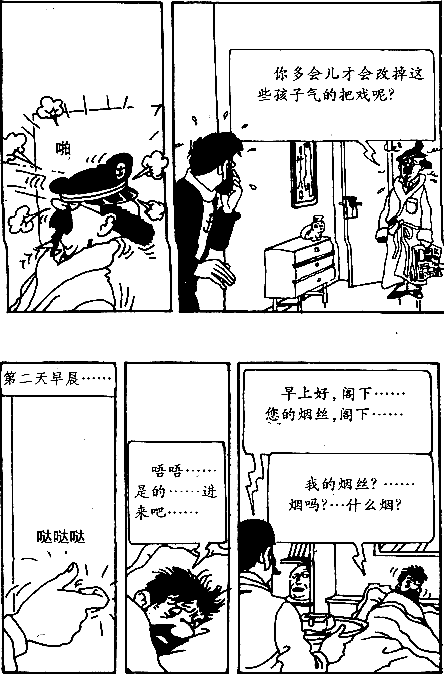 啪
你多会儿才会改掉这
些孩子气的把戏呢?
第二天早晨……
哒哒哒
唔唔……
是的……进
来吧……
早上好,阁下……
您的烟丝,阁下……
我的烟丝?……
烟吗?…什么烟?